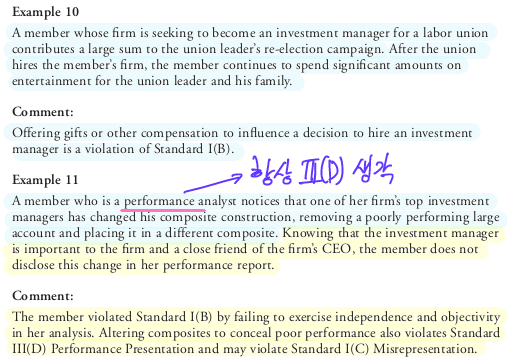 Example 10
A member whose firm is seeking to become an investment manager for a labor union
contributes a large sum to the union leader's re-election campaign. After the union
hires the member's firm, the member continues to spend significant amounts on
entertainment for the union leader and his family.
Comment:
Offering gifts or other compensation to influence a decision to hire an investment
manager is a violation of Standard I(B).
항상 III(D) 생각
Example 11
A member who is a performance analyst notices that one of her firm's top investment
managers has changed his composite construction, removing a poorly performing large
account and placing it in a different composite. Knowing that the investment manager
is important to the firm and a close friend of the firm's CEO, the member does not
disclose this change in her performance report.
Comment:
The member violated Standard I(B) by failing to exercise independence and objectivity
in her analysis. Altering composites to conceal poor performance also violates Standard
III(D) Performance Presentation and may violate Standard I(C) Misrepresentation.